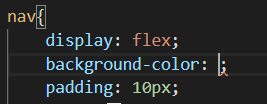 nav{
display: flex;
background-color: ;
padding: 10px;